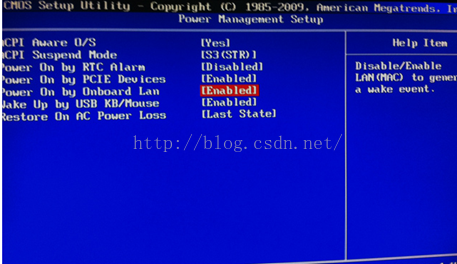 CMOS Setup Utility - Copyright (C) 1985-2009, American Megatrends, In
Power Management Setup
ACPI Aware O/S [Yes]
ACPI Suspend Mode [S3(STR)]
Power On by RTC Alarm [Disabled]
Power On by PCIE Devices [Enabled]
Power On by Onboard Lan [Enabled]
Wake Up by USB KB/Mouse [Enabled]
Restore On AC Power Loss [Last State]
Help Item
Disable/Enable
LAN(MAC) to gener
a wake event.
http://blog.csdn.net/